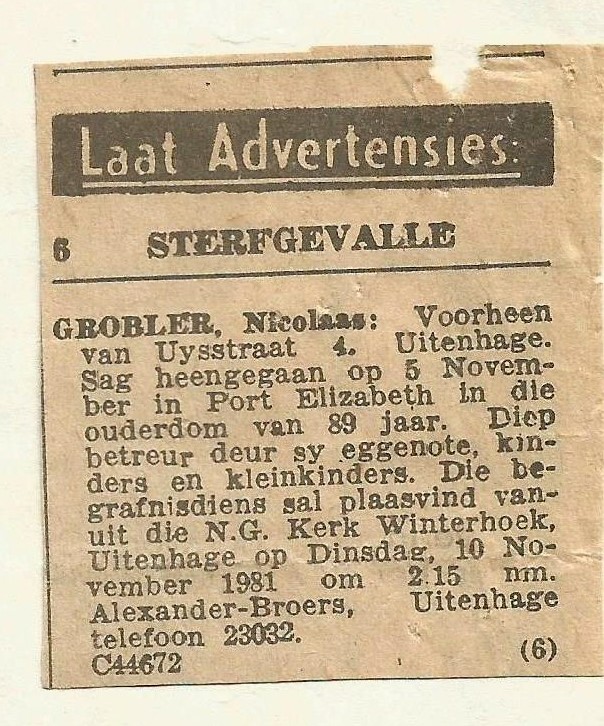 Laat Advertensies:
6 STERFGEVALLE
GROBLER, Nicolaas: Voorheen
van Uysstraat 4. Uitenhage.
Sag heengegaan op 5 Novem-
ber in Port Elizabeth in die
ouderdom van 89 jaar. Diep
betreur deur sy eggenote, kin-
ders en kleinkinders. Die be-
grafnisdiens sal plaasvind van-
uit die N.G. Kerk Winterhoek,
Uitenhage op Dinsdag, 10 No-
vember 1981 om 2.15 nm.
Alexander-Broers, Uitenhage
telefoon 23032.
C44672 (6)